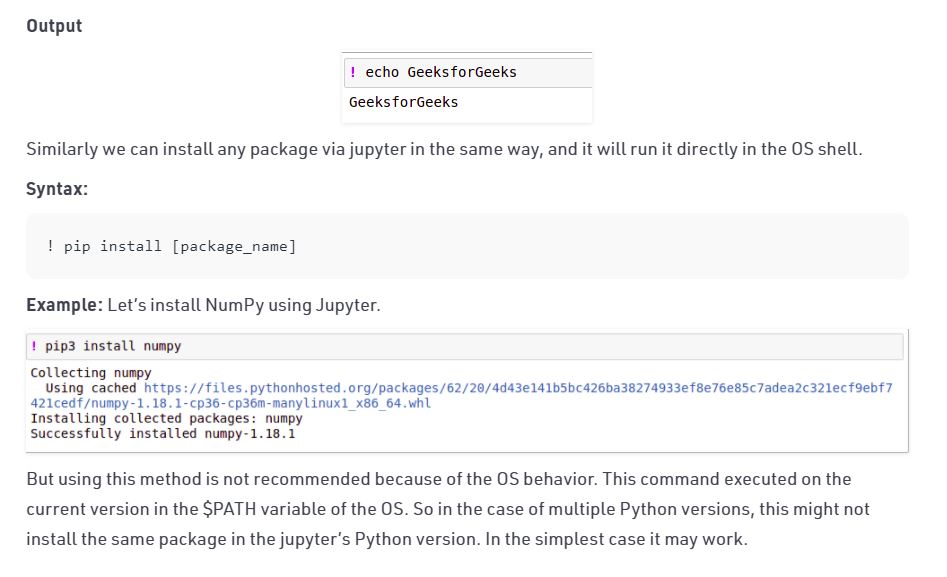 Output
! echo GeeksforGeeks
GeeksforGeeks
Similarly we can install any package via jupyter in the same way, and it will run it directly in the OS shell.
Syntax:
! pip install [package_name]
Example: Let’s install NumPy using Jupyter.
! pip3 install numpy
Collecting numpy
Using cached https://files.pythonhosted.org/packages/62/20/4d43e141b5bc426ba38274933ef8e76e85c7adea2c321ecf9ebf7
421cedf/numpy-1.18.1-cp36-cp36m-manylinux1_x86_64.whl
Installing collected packages: numpy
Successfully installed numpy-1.18.1
But using this method is not recommended because of the OS behavior. This command executed on the
current version in the $PATH variable of the OS. So in the case of multiple Python versions, this might not
install the same package in the jupyter’s Python version. In the simplest case it may work.